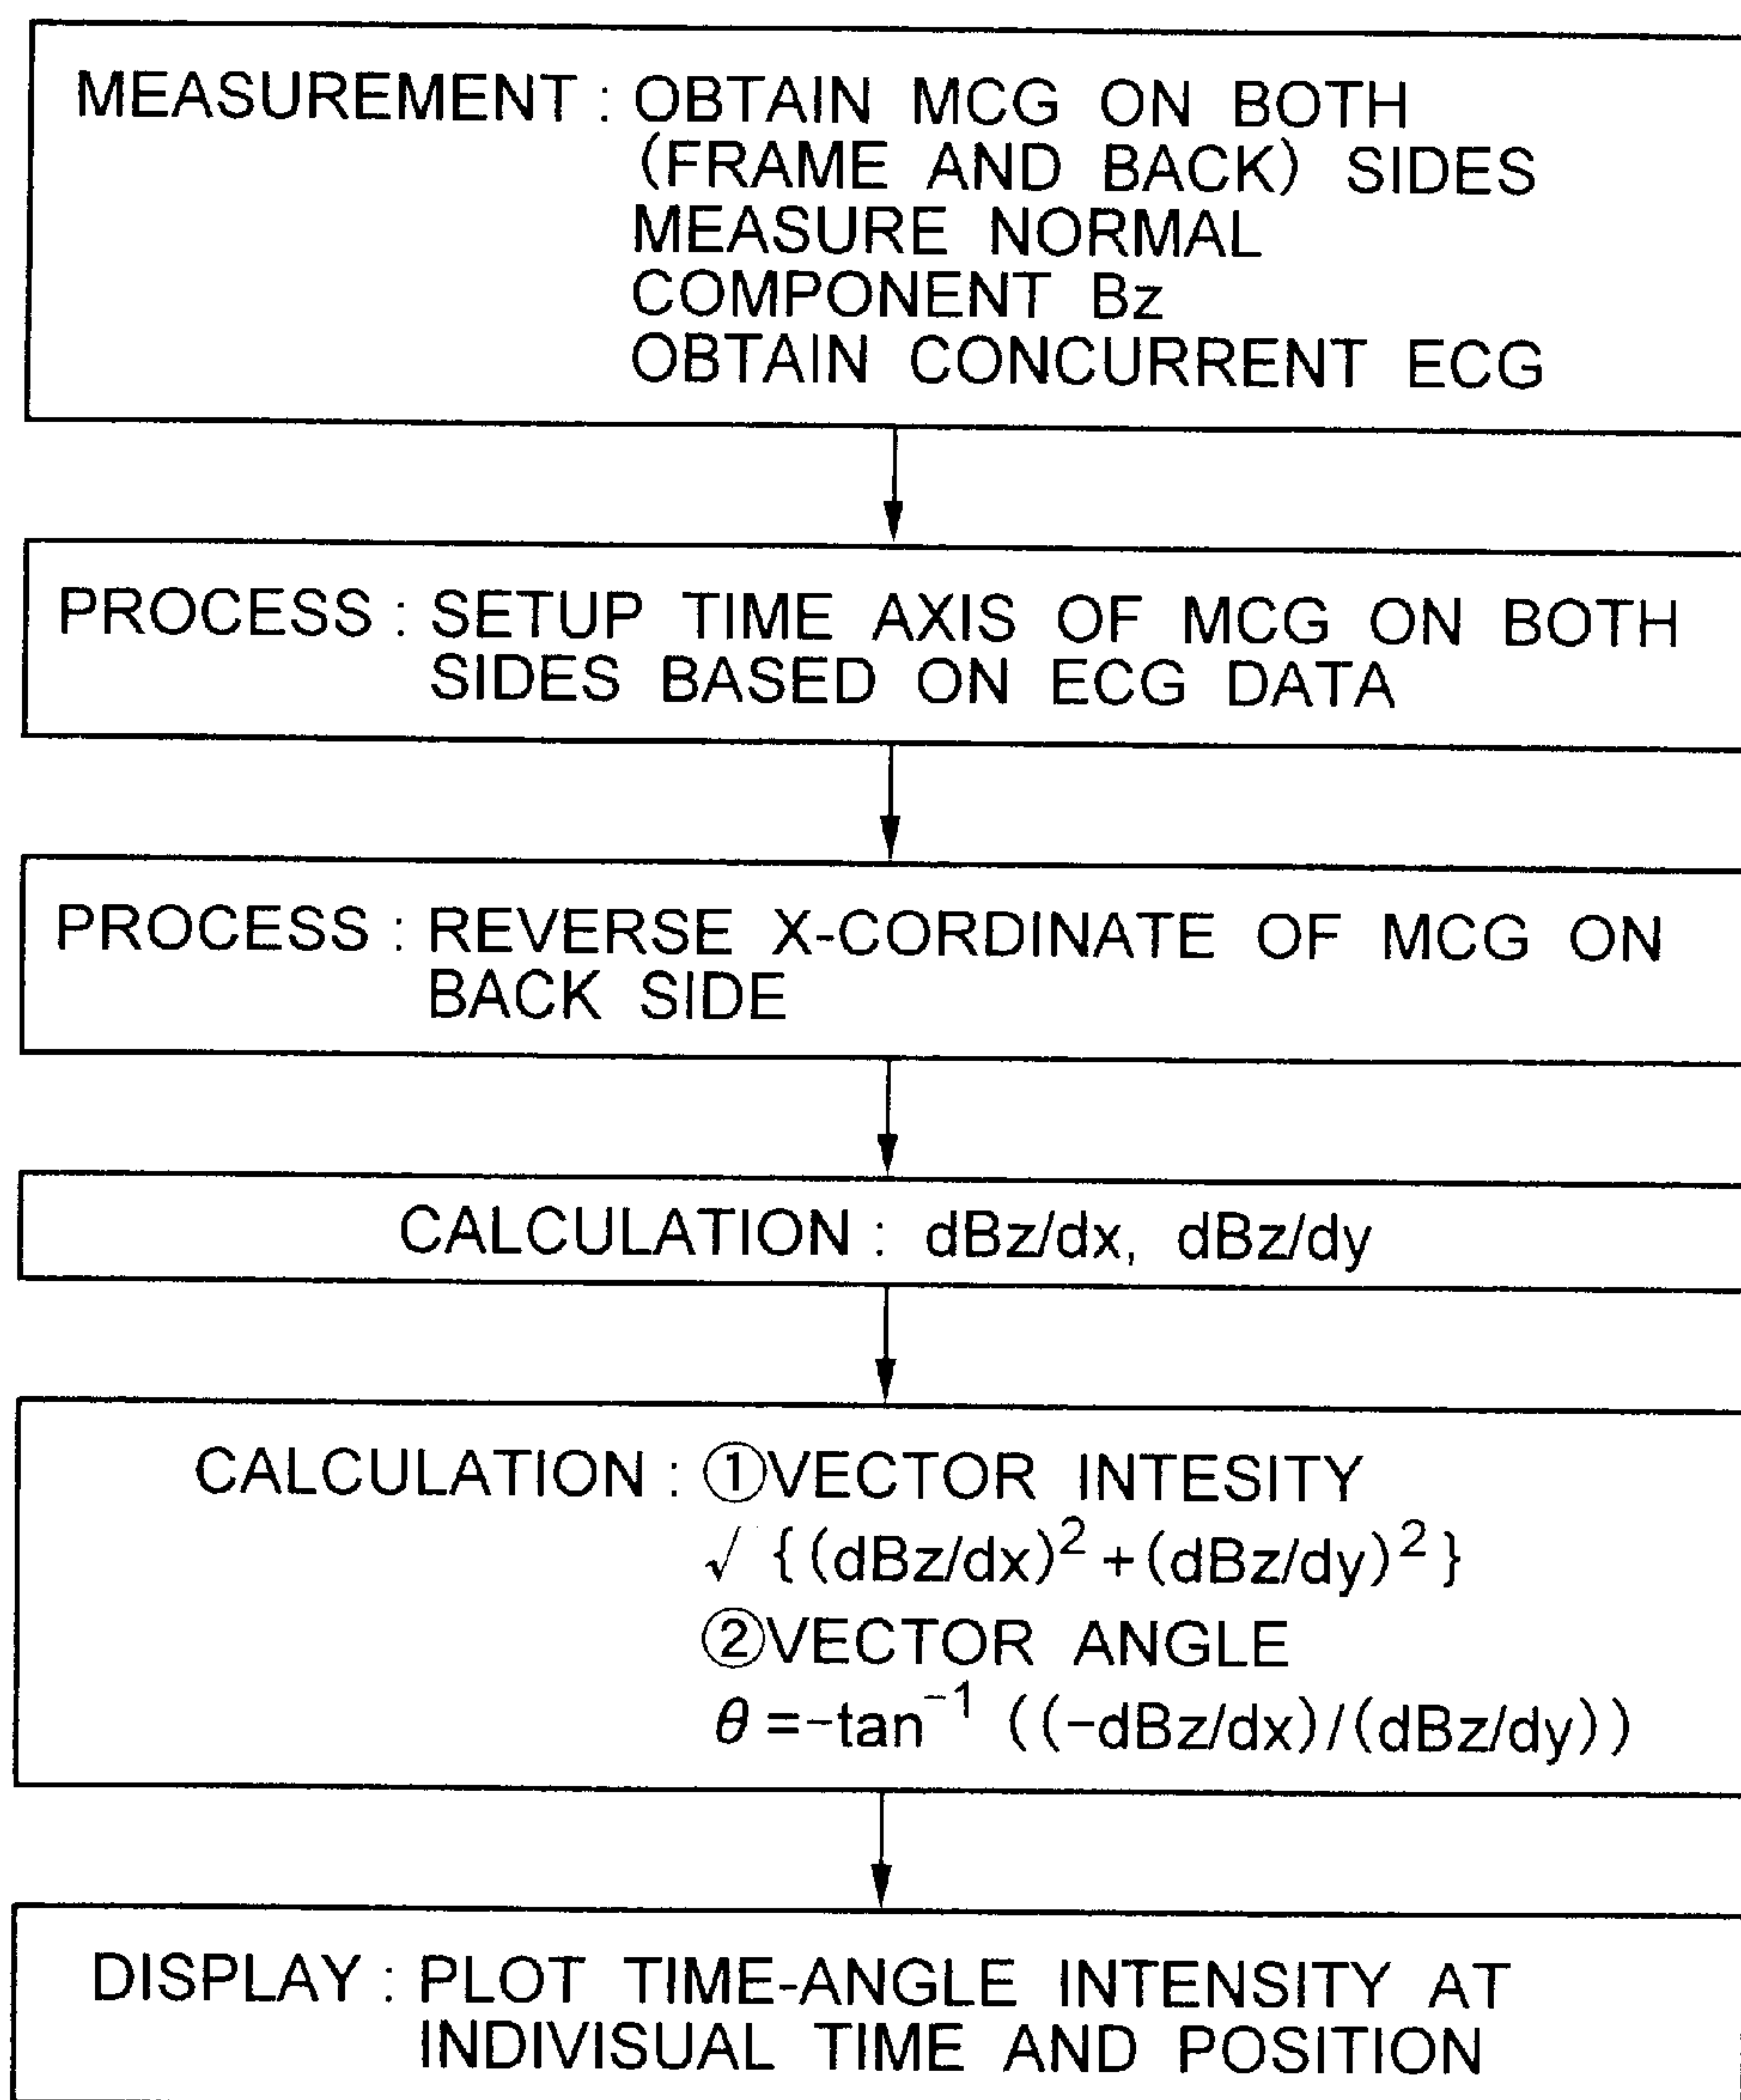 MEASUREMENT : OBTAIN MCG ON BOTH
(FRAME AND BACK) SIDES
MEASURE NORMAL
COMPONENT Bz
OBTAIN CONCURRENT ECG
PROCESS : SETUP TIME AXIS OF MCG ON BOTH
SIDES BASED ON ECG DATA
PROCESS : REVERSE X-CORDINATE OF MCG ON
BACK SIDE
CALCULATION : dBz/dx, dBz/dy
CALCULATION : ①VECTOR INTESITY
√ {(dBz/dx)² +(dBz/dy)² }
②VECTOR ANGLE
θ =-tan⁻¹ ((-dBz/dx)/(dBz/dy))
DISPLAY : PLOT TIME-ANGLE INTENSITY AT
INDIVISUAL TIME AND POSITION